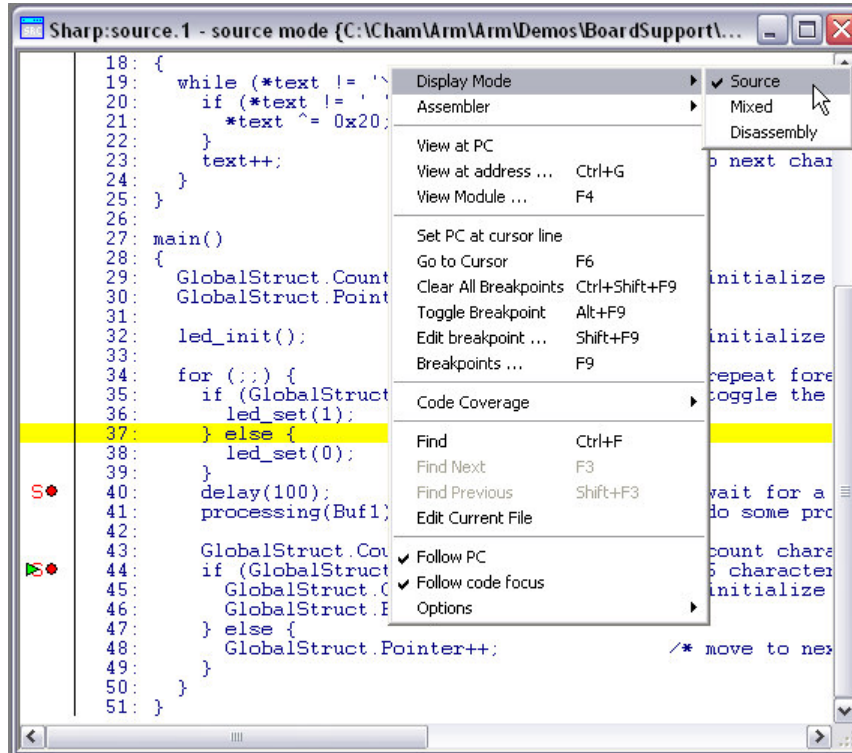 Sharp:source.1 - source mode {C:\Cham\Arm\Arm\Demos\BoardSupport\...
18: {
19: while (*text != '\
20: if (*text != ' '
21: *text ^= 0x20;
22: }
23: text++; o next char
24: }
25: }
26:
27: main()
28: {
29: GlobalStruct.Count initialize
30: GlobalStruct.Point
31:
32: led_init(); initialize
33:
34: for (;;) { repeat fore
35: if (GlobalStruct toggle the
36: led_set(1);
37: } else {
38: led_set(0);
39: }
S 40: delay(100); wait for a
41: processing(Buf1) do some pro
42:
43: GlobalStruct.Cou count chara
S 44: if (GlobalStruct 5 character
45: GlobalStruct.C initialize
46: GlobalStruct.P
47: } else {
48: GlobalStruct.Pointer++; /* move to nex
49: }
50: }
51: }
Display Mode
Assembler
View at PC
View at address ... Ctrl+G
View Module ... F4
Set PC at cursor line
Go to Cursor F6
Clear All Breakpoints Ctrl+Shift+F9
Toggle Breakpoint Alt+F9
Edit breakpoint ... Shift+F9
Breakpoints ... F9
Code Coverage
Find Ctrl+F
Find Next F3
Find Previous Shift+F3
Edit Current File
Follow PC
Follow code focus
Options
Source
Mixed
Disassembly